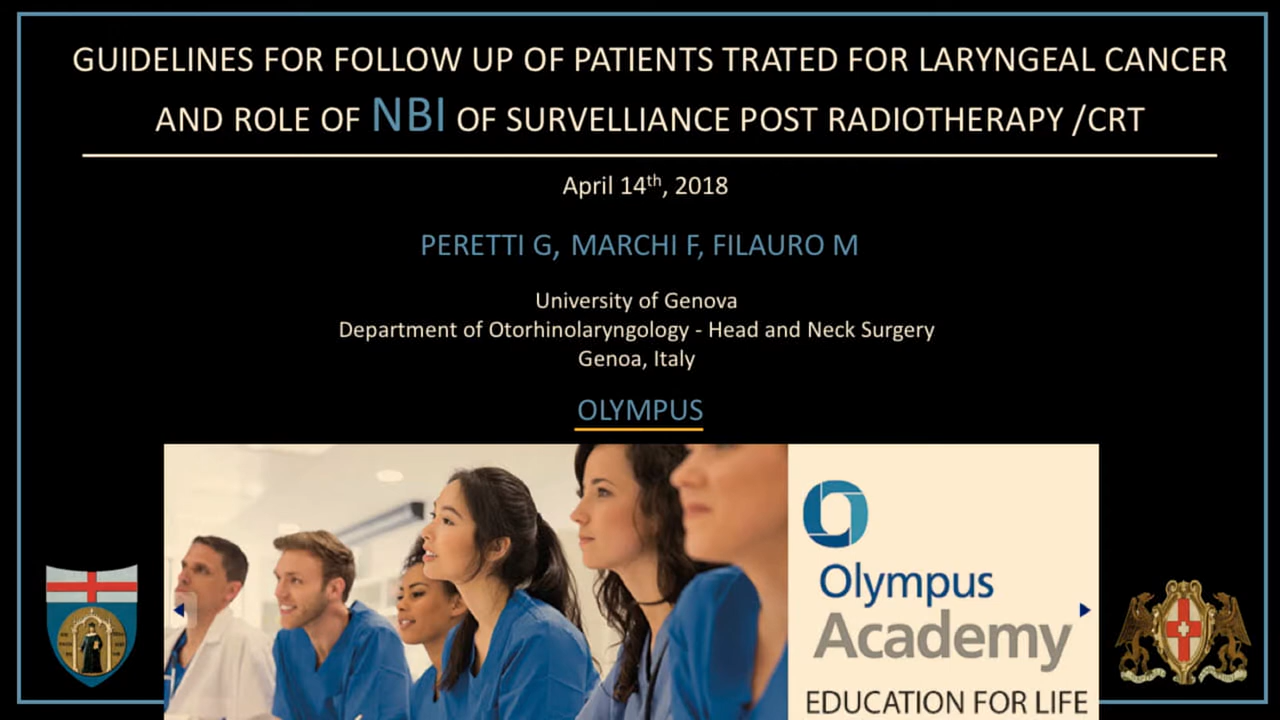 GUIDELINES FOR FOLLOW UP OF PATIENTS TRATED FOR LARYNGEAL CANCER
AND ROLE OF NBI OF SURVELLIANCE POST RADIOTHERAPY /CRT
April 14th, 2018
PERETTI G, MARCHI F, FILAURO M
University of Genova
Department of Otorhinolaryngology - Head and Neck Surgery
Genoa, Italy
OLYMPUS
Olympus
Academy
EDUCATION FOR LIFE